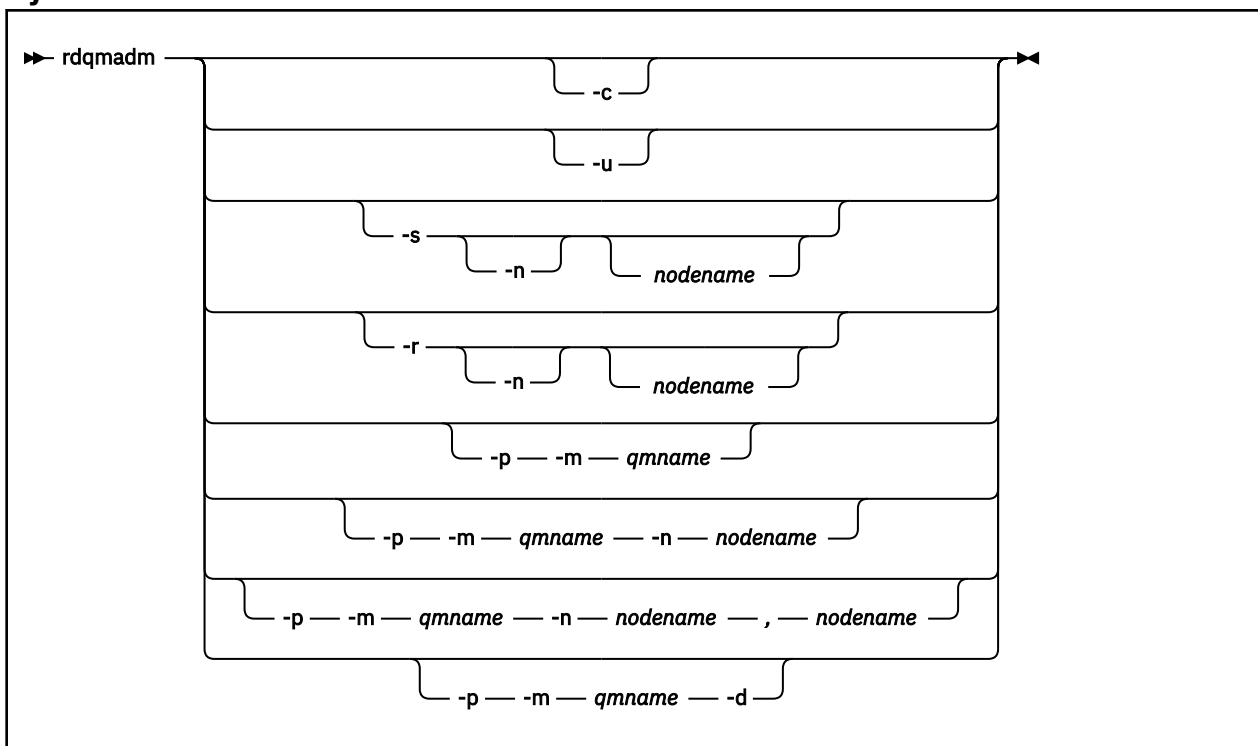 rdqmadm
-c
-u
-s
-n nodename
-r
-n nodename
-p -m qmname
-p -m qmname -n nodename
-p -m qmname -n nodename , nodename
-p -m qmname -d